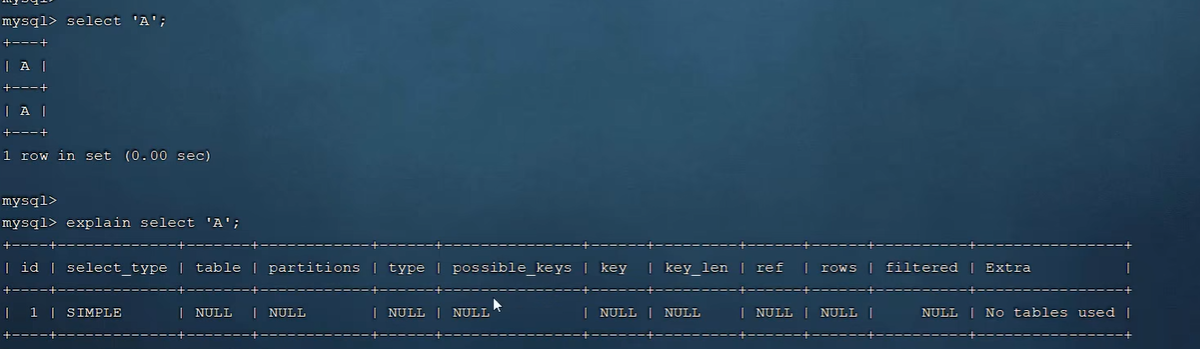 mysql> select 'A';
+---+
| A |
+---+
| A |
+---+
1 row in set (0.00 sec)
mysql>
mysql> explain select 'A';
+----+-------------+-------+------------+------+---------------+------+---------+------+------+----------+----------------+
| id | select_type | table | partitions | type | possible_keys | key | key_len | ref | rows | filtered | Extra |
+----+-------------+-------+------------+------+---------------+------+---------+------+------+----------+----------------+
| 1 | SIMPLE | NULL | NULL | NULL | NULL | NULL | NULL | NULL | NULL | NULL | No tables used |
+----+-------------+-------+------------+------+---------------+------+---------+------+------+----------+----------------+